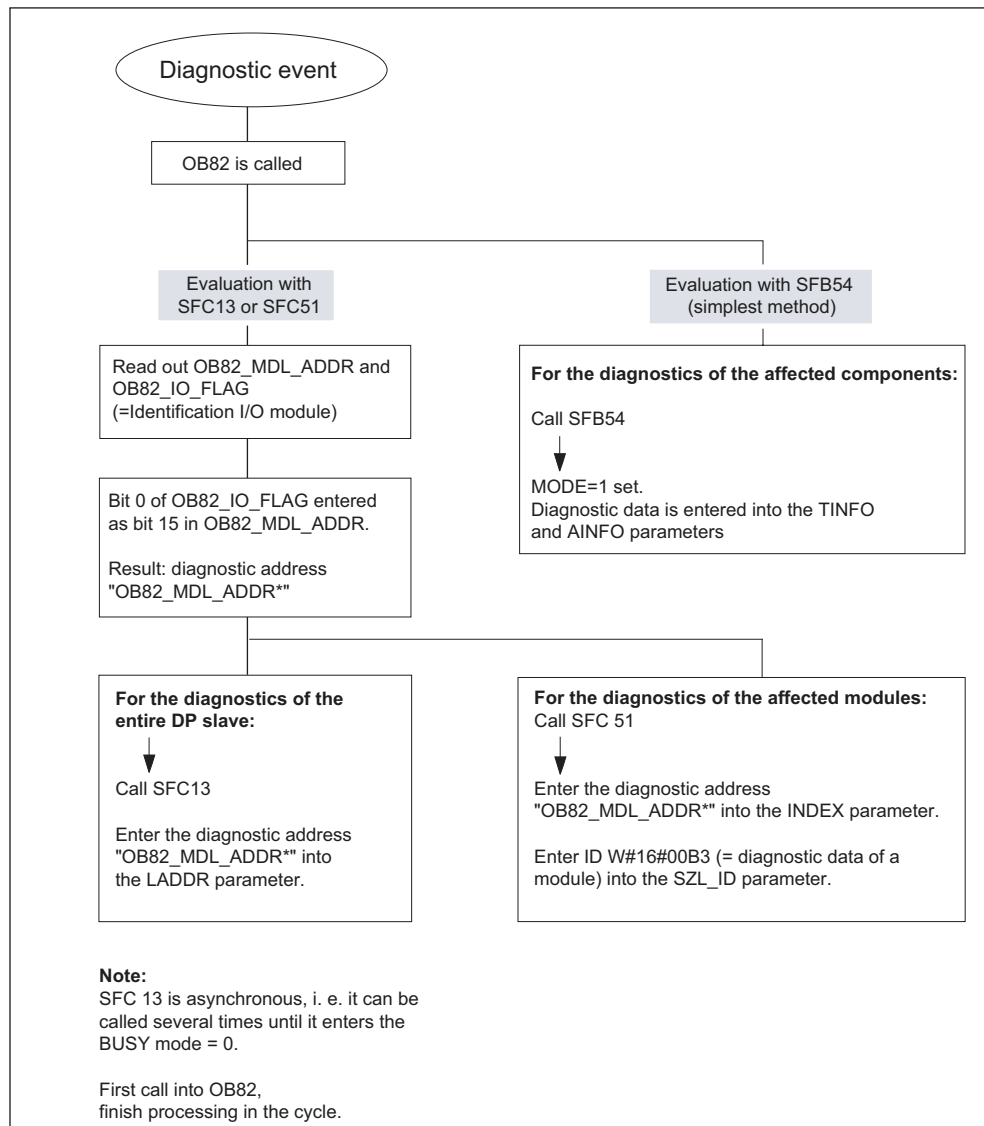 Diagnostic event
OB82 is called
Evaluation with
SFC13 or SFC51
Evaluation with SFB54
(simplest method)
Read out OB82_MDL_ADDR and
OB82_IO_FLAG
(=Identification I/O module)
For the diagnostics of the affected components:
Call SFB54
MODE=1 set.
Diagnostic data is entered into the TINFO
and AINFO parameters
Bit 0 of OB82_IO_FLAG entered
as bit 15 in OB82_MDL_ADDR.
Result: diagnostic address
"OB82_MDL_ADDR*"
For the diagnostics of the
entire DP slave:
Call SFC13
Enter the diagnostic address
"OB82_MDL_ADDR*" into
the LADDR parameter.
For the diagnostics of the affected modules:
Call SFC 51
Enter the diagnostic address
"OB82_MDL_ADDR*" into the INDEX parameter.
Enter ID W#16#00B3 (= diagnostic data of a
module) into the SZL_ID parameter.
Note:
SFC 13 is asynchronous, i. e. it can be
called several times until it enters the
BUSY mode = 0.
First call into OB82,
finish processing in the cycle.